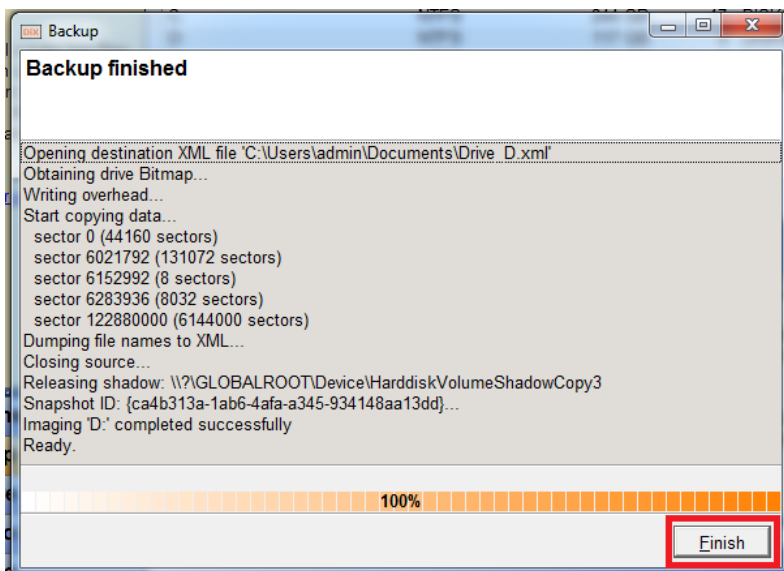 DIX Backup
Backup finished
Opening destination XML file 'C:\Users\admin\Documents\Drive_D.xml'
Obtaining drive Bitmap...
Writing overhead...
Start copying data...
sector 0 (44160 sectors)
sector 6021792 (131072 sectors)
sector 6152992 (8 sectors)
sector 6283936 (8032 sectors)
sector 122880000 (6144000 sectors)
Dumping file names to XML...
Closing source...
Releasing shadow: \\?\GLOBALROOT\Device\HarddiskVolumeShadowCopy3
Snapshot ID: {ca4b313a-1ab6-4afa-a345-934148aa13dd}...
Imaging 'D:' completed successfully
Ready.
100%
Finish